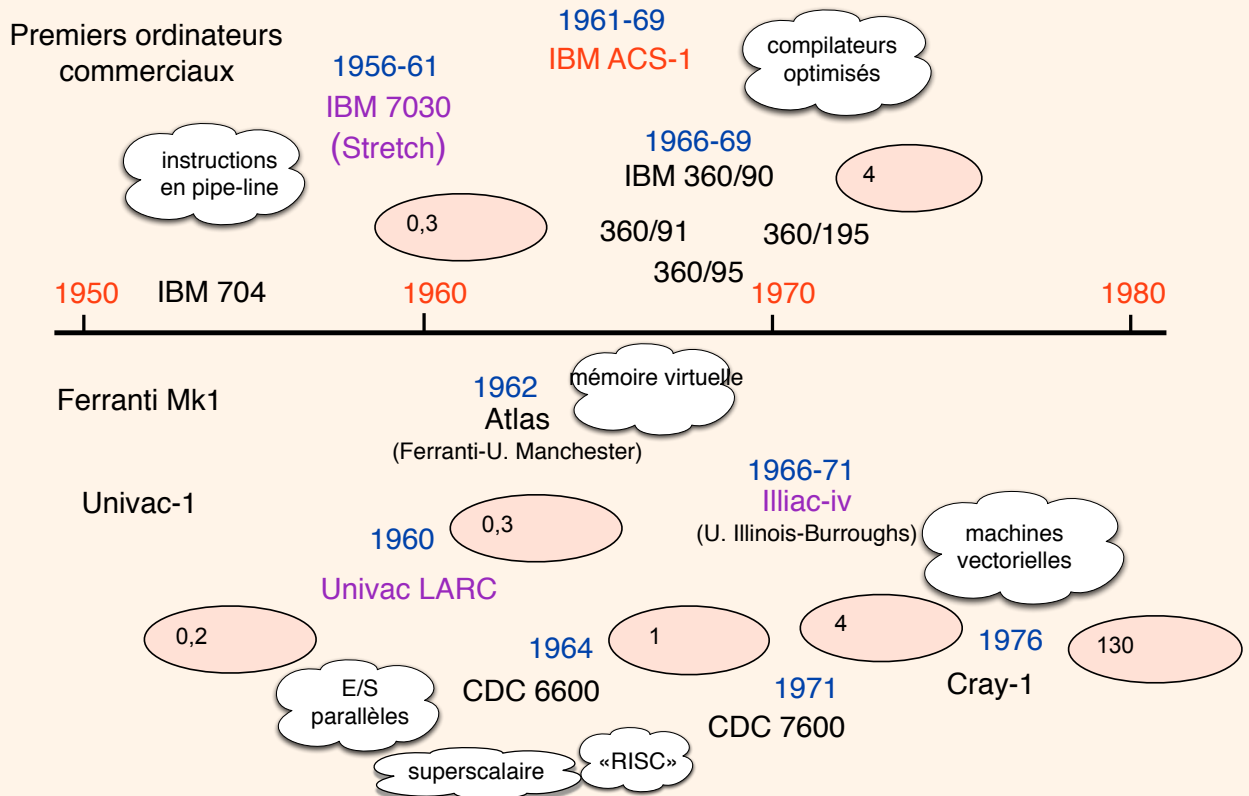 Premiers ordinateurs
commerciaux
1956-61
IBM 7030
(Stretch)
1961-69
IBM ACS-1
compilateurs
optimisés
instructions
en pipe-line
1966-69
IBM 360/90
4
0,3
360/91
360/195
360/95
1950
IBM 704
1960
1970
1980
Ferranti Mk1
1962
Atlas
(Ferranti-U. Manchester)
mémoire virtuelle
Univac-1
1966-71
Illiac-iv
(U. Illinois-Burroughs)
machines
vectorielles
0,3
1960
Univac LARC
0,2
1964
CDC 6600
1
4
1976
Cray-1
130
E/S
parallèles
1971
CDC 7600
superscalaire
«RISC»